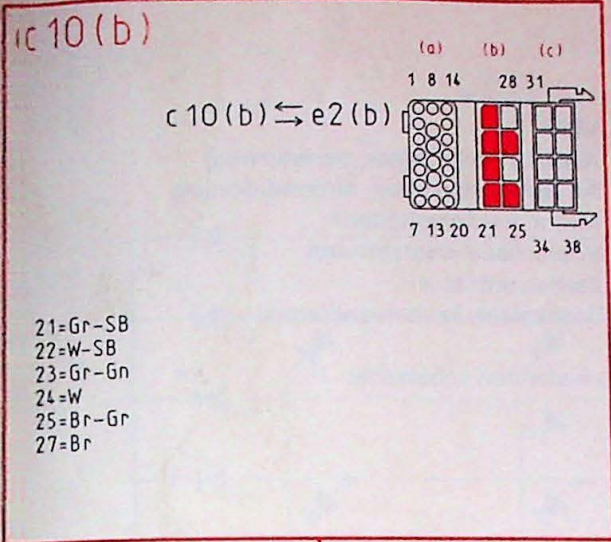 c10(b)
(a) (b) (c)
1 8 14 28 31
c10(b)⇆e2(b)
7 13 20 21 25
34 38
21=Gr-SB
22=W-SB
23=Gr-Gn
24=W
25=Br-Gr
27=Br